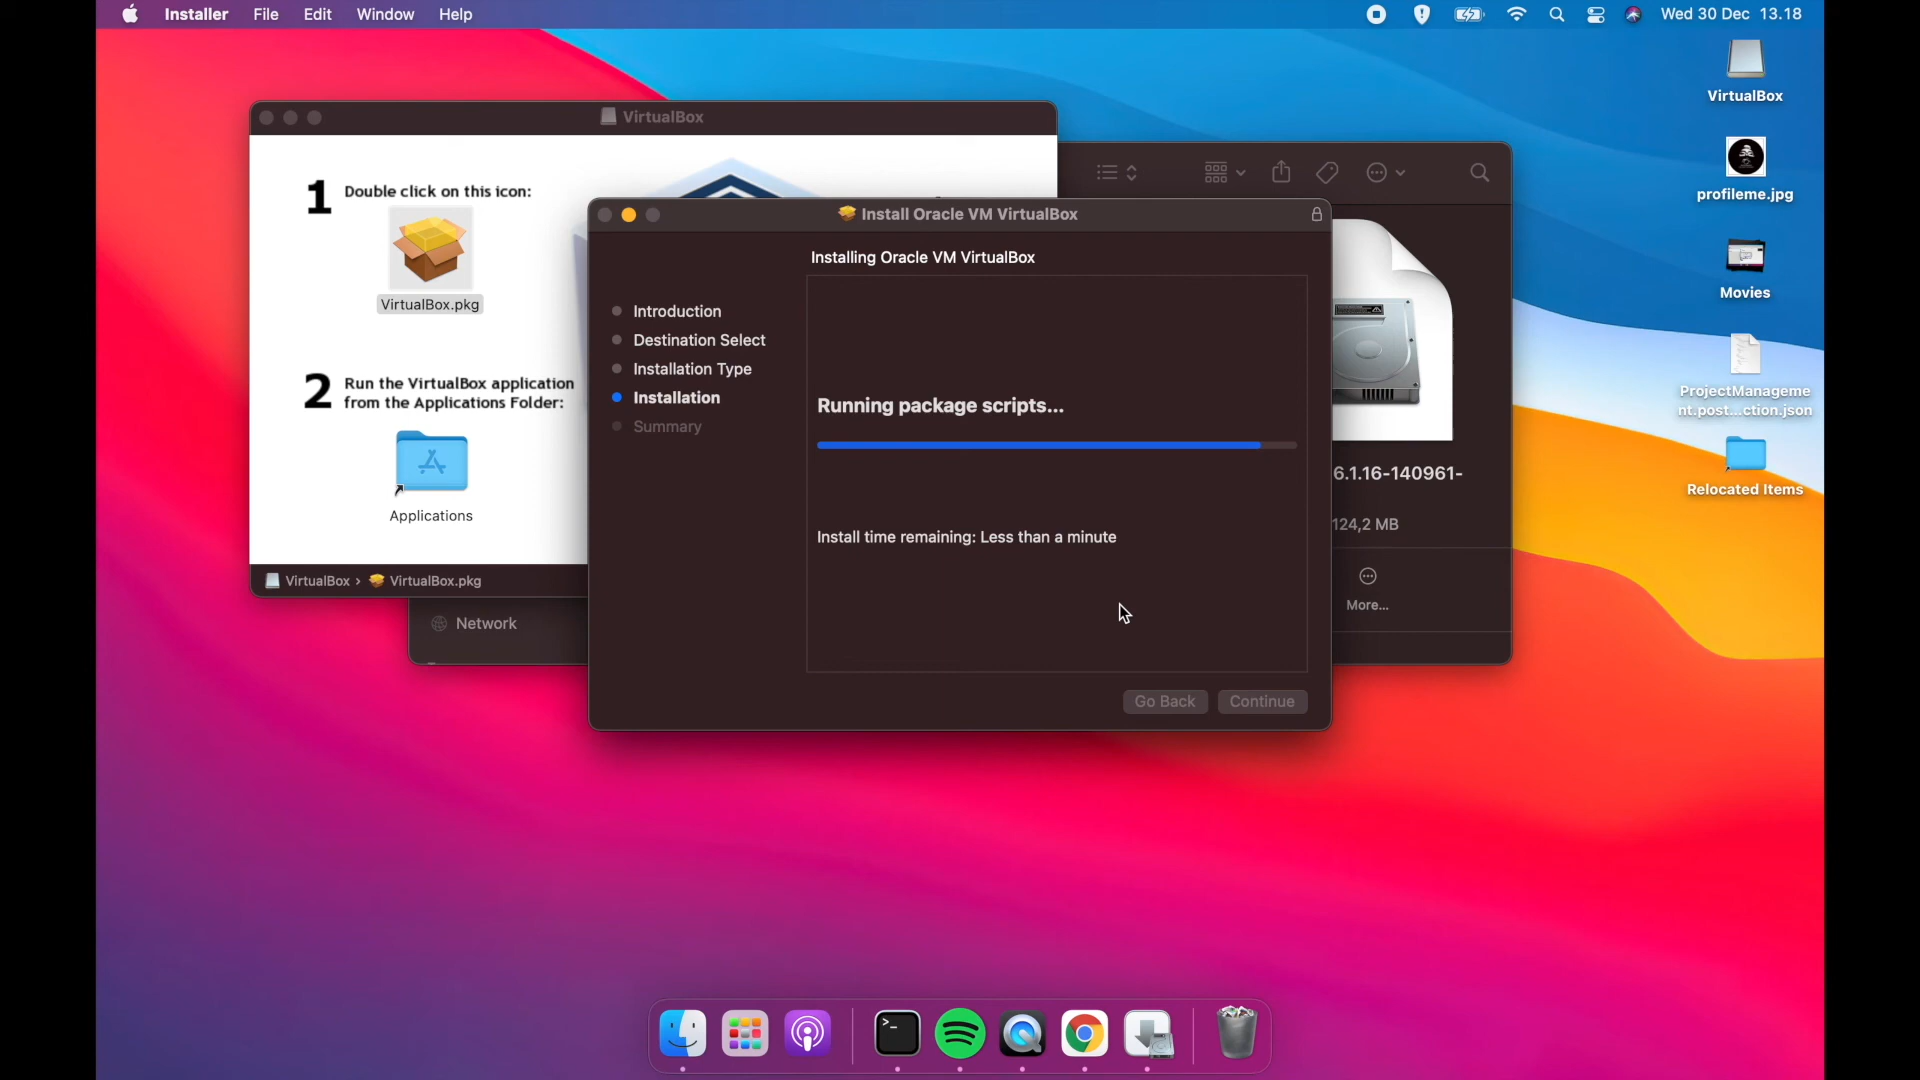 Installer File Edit Window Help
Wed 30 Dec 13.18
VirtualBox
1 Double click on this icon:
VirtualBox.pkg
2 Run the VirtualBox application
from the Applications Folder:
Applications
VirtualBox › VirtualBox.pkg
Network
Install Oracle VM VirtualBox
Installing Oracle VM VirtualBox
Introduction
Destination Select
Installation Type
Installation
Summary
Running package scripts...
Install time remaining: Less than a minute
Go Back Continue
6.1.16-140961-
124,2 MB
More...
VirtualBox
profileme.jpg
Movies
ProjectManageme
nt.post...ction.json
Relocated Items